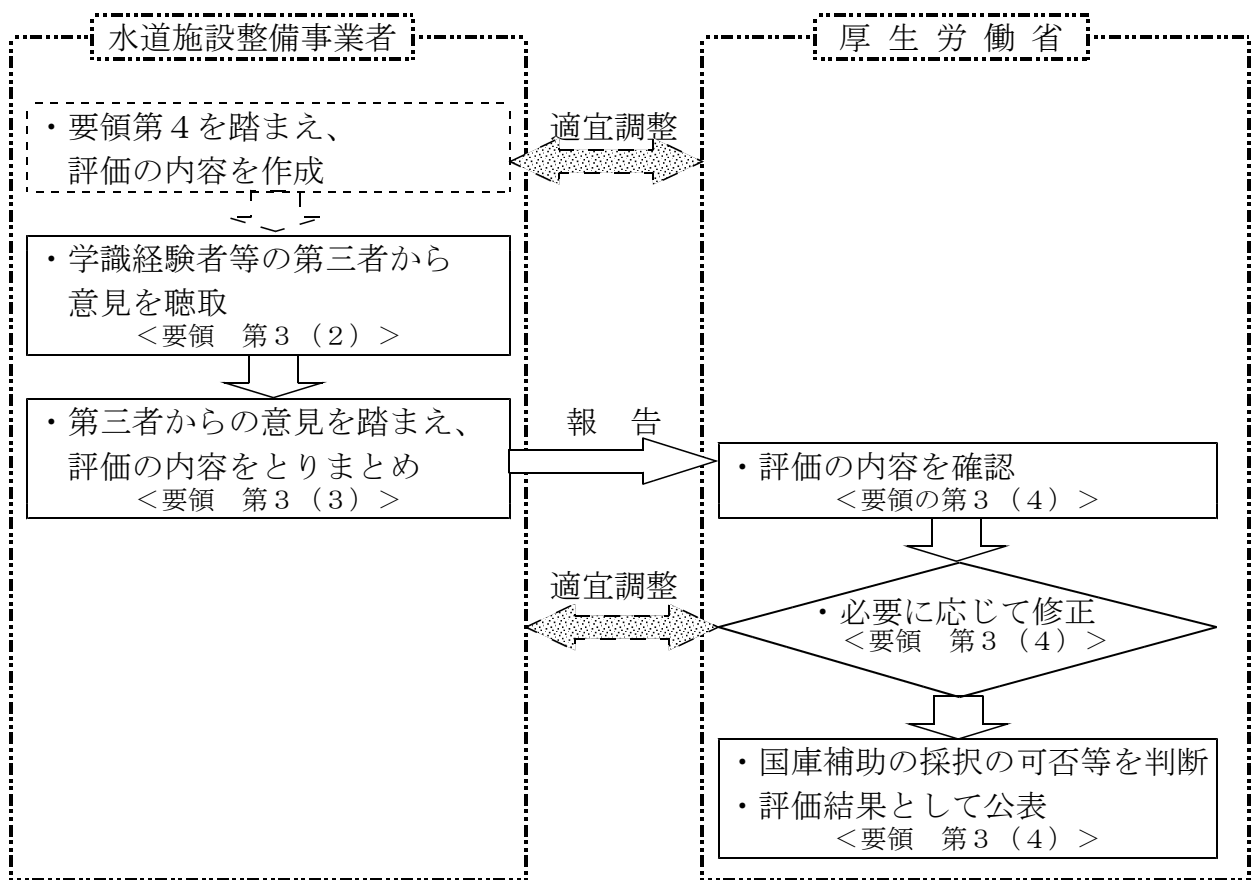 水道施設整備事業者
厚生労働省
・要領第４を踏まえ、
評価の内容を作成
適宜調整
・学識経験者等の第三者から
意見を聴取
＜要領　第３（２）＞
・第三者からの意見を踏まえ、
評価の内容をとりまとめ
＜要領　第３（３）＞
報　告
・評価の内容を確認
＜要領の第３（４）＞
適宜調整
・必要に応じて修正
＜要領　第３（４）＞
・国庫補助の採択の可否等を判断
・評価結果として公表
＜要領　第３（４）＞